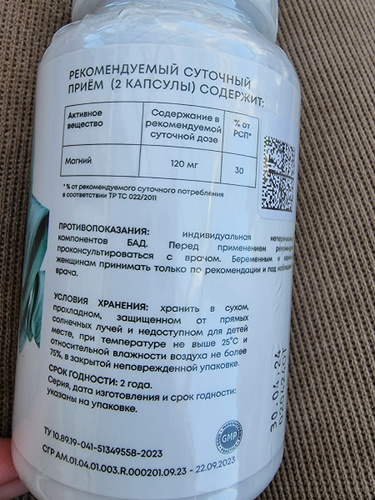 РЕКОМЕНДУЕМЫЙ СУТОЧНЫЙ
ПРИЁМ (2 КАПСУЛЫ) СОДЕРЖИТ:
Активное вещество
Содержание в рекомендуемой суточной дозе
% от РСП*
Магний
120 мг
30
*% от рекомендуемого суточного потребления
в соответствии ТР ТС 022/2011
ПРОТИВОПОКАЗАНИЯ: индивидуальная
компонентов БАД. Перед применением
проконсультироваться с врачом. Беременным и
женщинам принимать только по рекомендации и под
врача.
УСЛОВИЯ ХРАНЕНИЯ: хранить в сухом,
прохладном, защищенном от прямых
солнечных лучей и недоступном для детей
месте, при температуре не выше 25°С и
относительной влажности воздуха не более
75%, в закрытой неповрежденной упаковке.
СРОК ГОДНОСТИ: 2 года.
Серия, дата изготовления и срок годности:
указаны на упаковке.
ТУ 10.89.19-041-51349558-2023
СГР AM.01.04.01.003.R.000201.09.23 - 22.09.2023
GMP
30.04.24